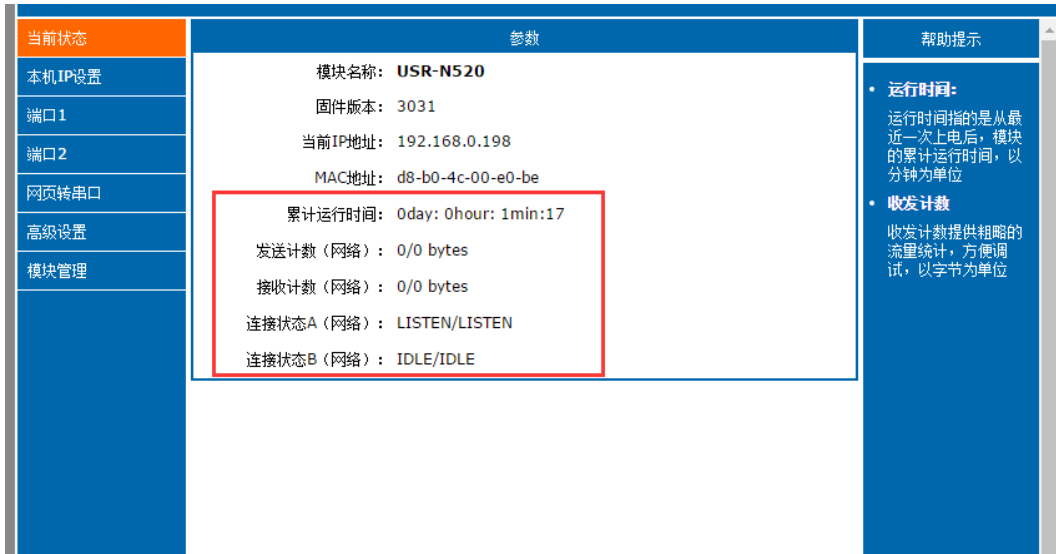 当前状态
本机IP设置
端口1
端口2
网页转串口
高级设置
模块管理
参数
模块名称: USR-N520
固件版本: 3031
当前IP地址: 192.168.0.198
MAC地址: d8-b0-4c-00-e0-be
累计运行时间: 0day: 0hour: 1min:17
发送计数（网络）: 0/0 bytes
接收计数（网络）: 0/0 bytes
连接状态A（网络）: LISTEN/LISTEN
连接状态B（网络）: IDLE/IDLE
帮助提示
• 运行时间:
运行时间指的是从最
近一次上电后，模块
的累计运行时间，以
分钟为单位
• 收发计数
收发计数提供粗略的
流量统计，方便调
试，以字节为单位